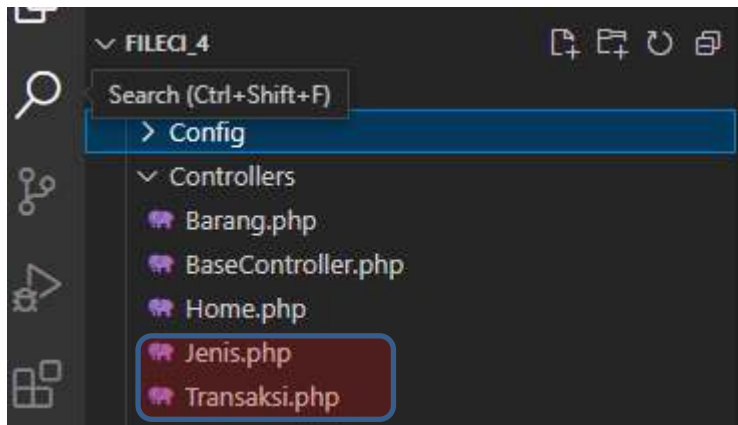 FILECI_4
Search (Ctrl+Shift+F)
Config
Controllers
Barang.php
BaseController.php
Home.php
Jenis.php
Transaksi.php